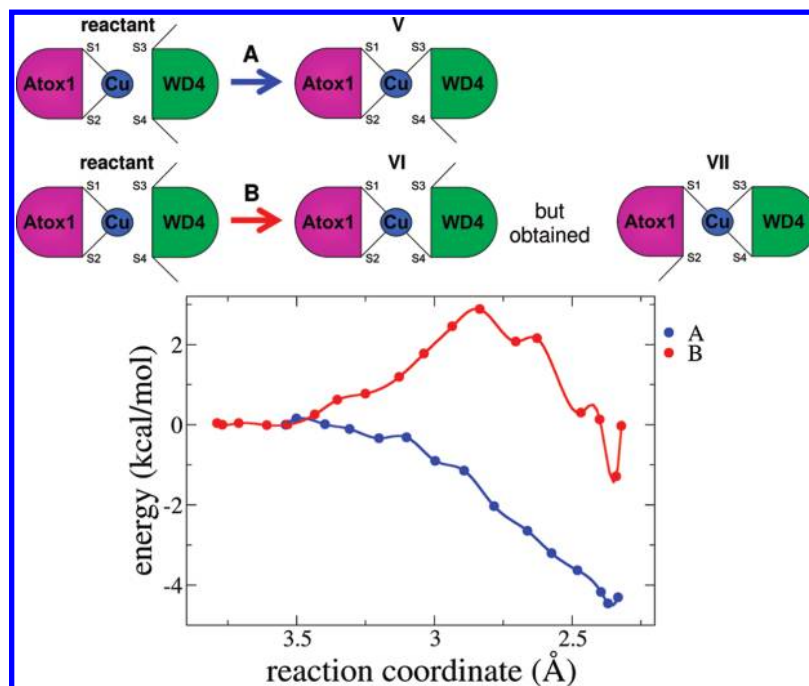 reactant A V
S1 S3 S1 S3
Atox1 Cu WD4 Atox1 Cu WD4
S2 S4 S2 S4
reactant B VI VII
S1 S3 S1 S3 S1 S3
Atox1 Cu WD4 Atox1 Cu WD4 but obtained Atox1 Cu WD4
S2 S4 S2 S4 S2 S4
A
B
energy (kcal/mol)
2
0
-2
-4
3.5 3 2.5
reaction coordinate (Å)